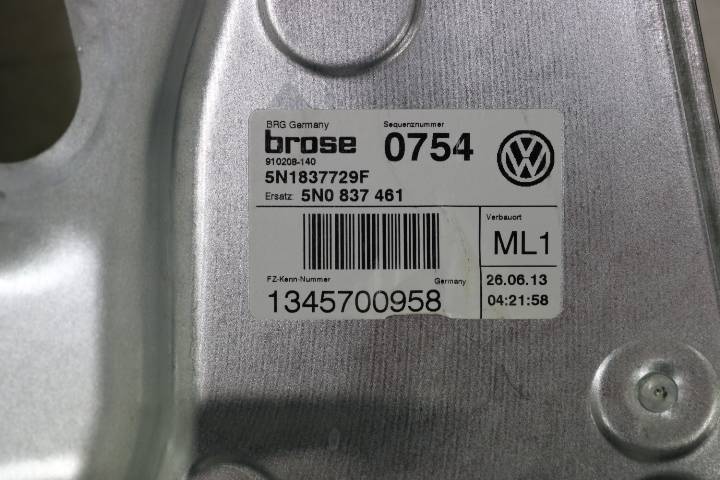 BRG Germany
Sequenznummer
brose
0754
910208-140
5N1837729F
Ersatz: 5N0 837 461
Verbauort
ML1
FZ-Kenn-Nummer
Germany
1345700958
26.06.13
04:21:58
VW